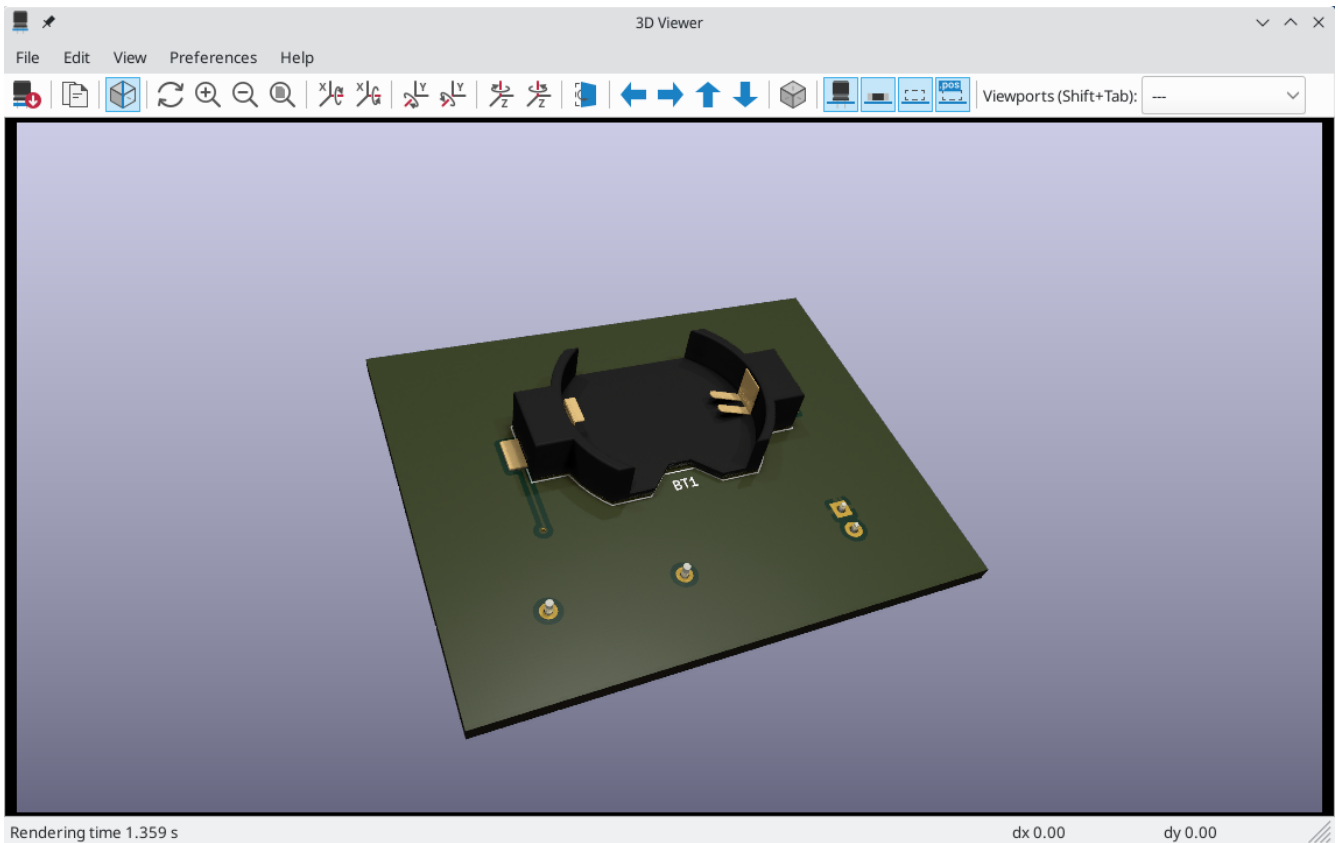 3D Viewer
File Edit View Preferences Help
.pos Viewports (Shift+Tab): ---
BT1
Rendering time 1.359 s dx 0.00 dy 0.00